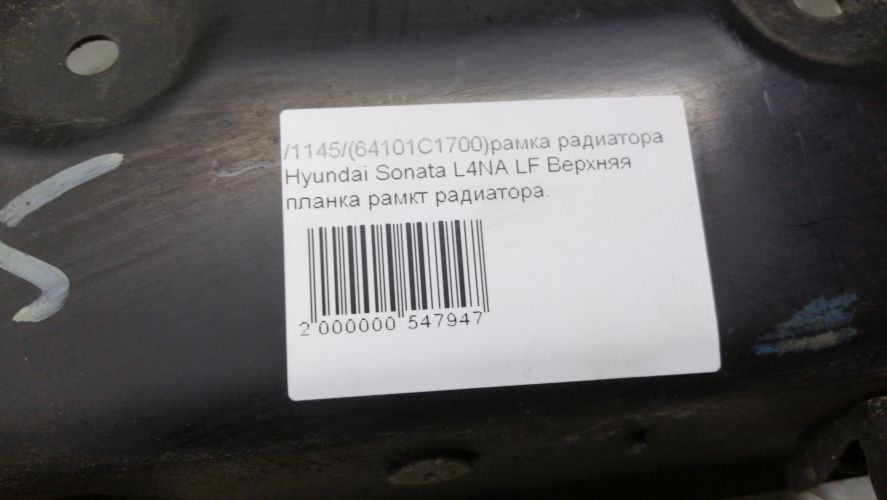 /1145/(64101C1700)рамка радиатора
Hyundai Sonata L4NA LF Верхняя
планка рамкт радиатора.
2 000000 547947